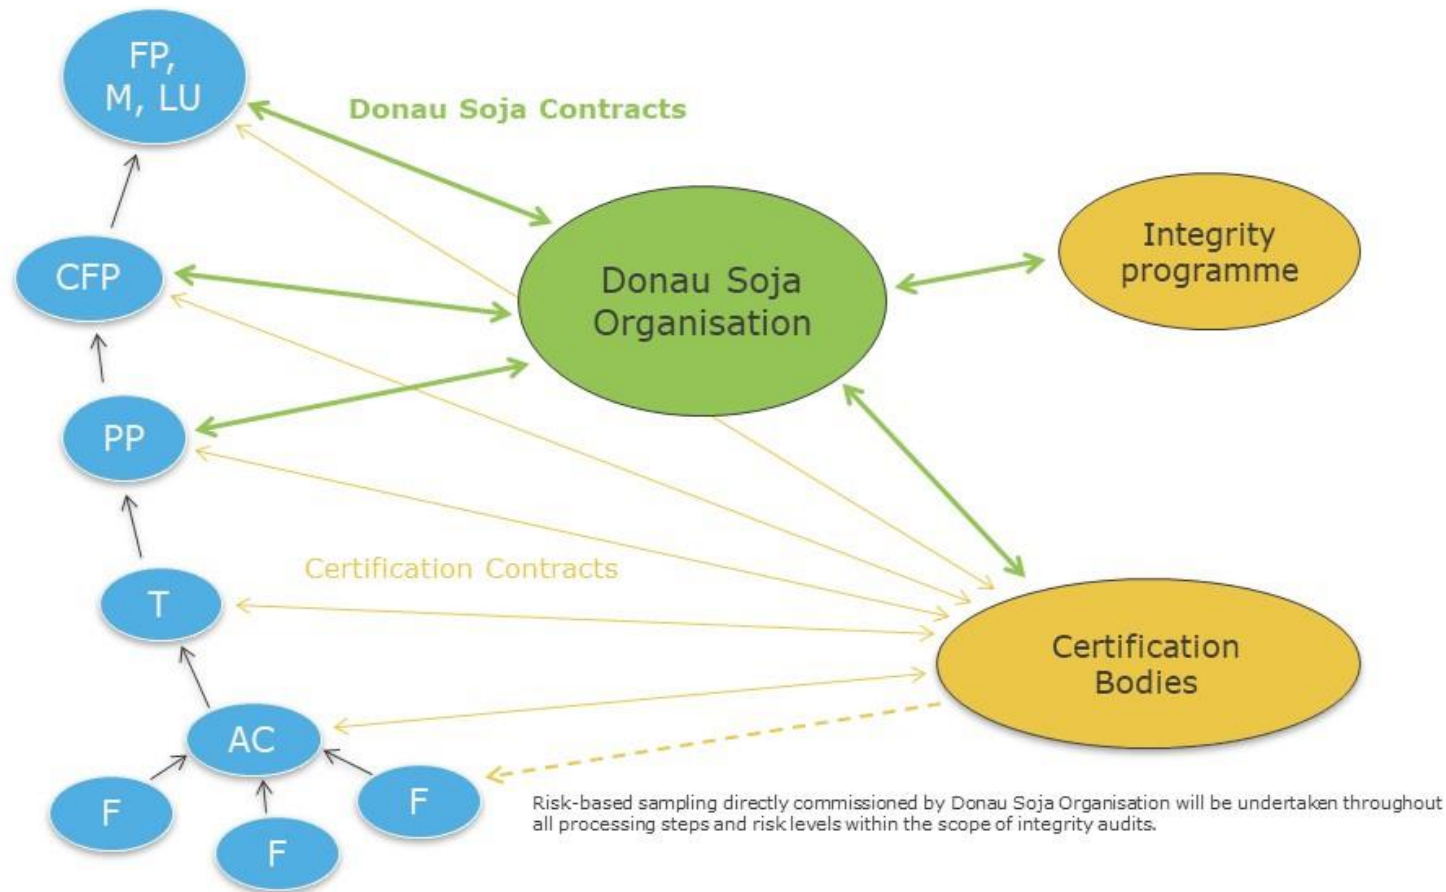 FP,
M, LU
Donau Soja Contracts
Integrity
programme
CFP
Donau Soja
Organisation
PP
Certification Contracts
T
Certification
Bodies
AC
F
F
F
Risk-based sampling directly commissioned by Donau Soja Organisation will be undertaken throughout
all processing steps and risk levels within the scope of integrity audits.